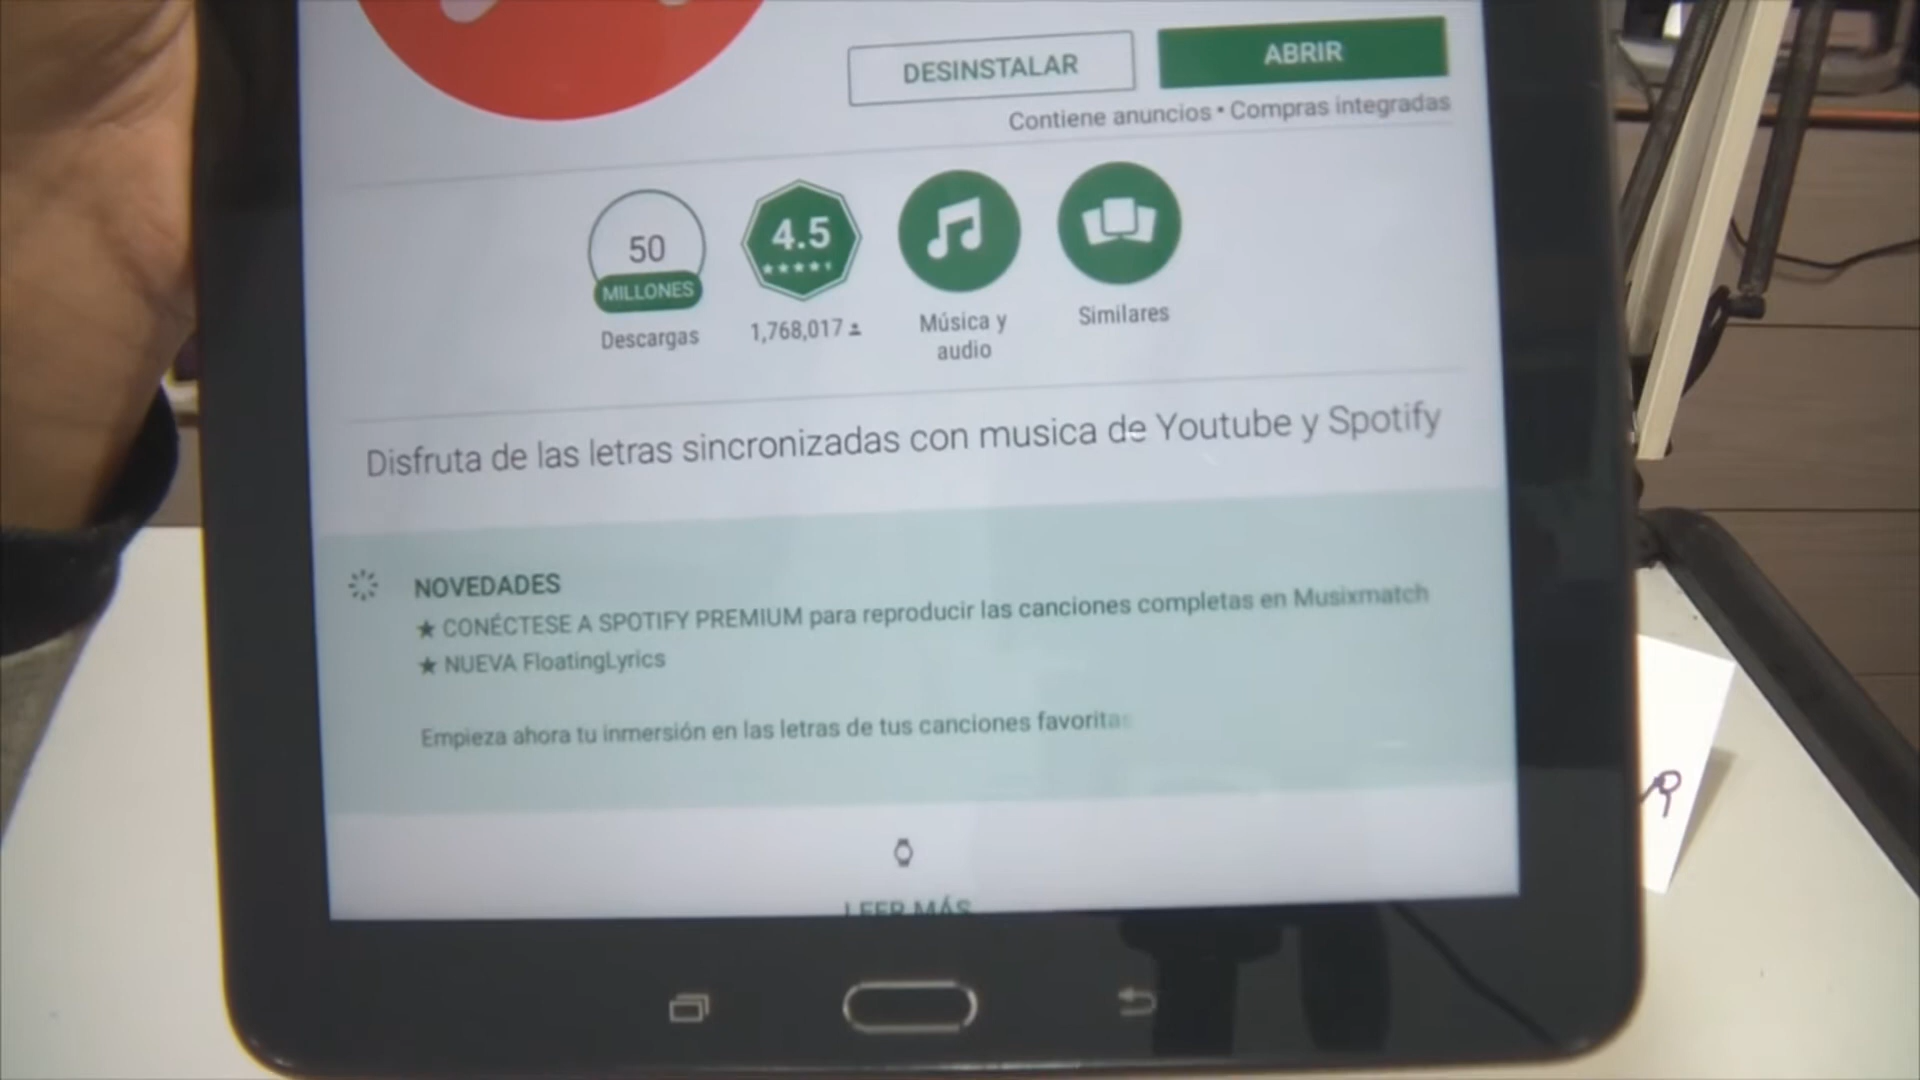 DESINSTALAR
ABRIR
Contiene anuncios • Compras integradas
50
MILLONES
Descargas
4.5
1,768,017
Música y
audio
Similares
Disfruta de las letras sincronizadas con musica de Youtube y Spotify
NOVEDADES
★ CONÉCTESE A SPOTIFY PREMIUM para reproducir las canciones completas en Musixmatch
★ NUEVA FloatingLyrics
Empieza ahora tu inmersión en las letras de tus canciones favoritas
LEER MÁS